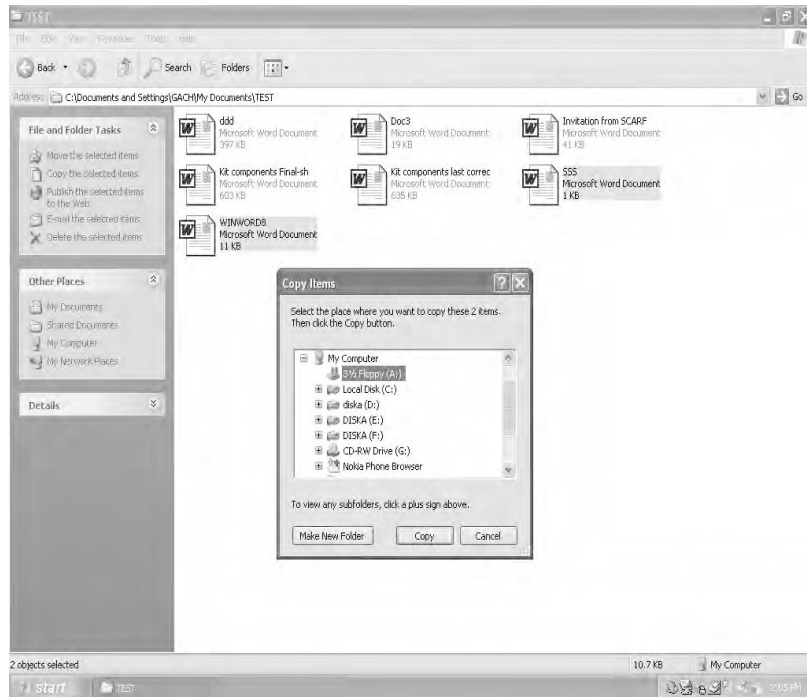 TEST
File Edit View Favorites Tools Help
Back Search Folders
Address C:\Documents and Settings\GACH\My Documents\TEST Go
File and Folder Tasks
Move the selected items
Copy the selected items
Publish the selected items
to the Web
E-mail the selected items
Delete the selected items
Other Places
My Documents
Shared Documents
My Computer
My Network Places
Details
ddd
Microsoft Word Document
397 KB
Doc3
Microsoft Word Document
19 KB
Invitation from SCARF
Microsoft Word Document
41 KB
Kit components Final-sh
Microsoft Word Document
603 KB
Kit components last correc
Microsoft Word Document
635 KB
Microsoft Word Document
1 KB
WINWORD8
Microsoft Word Document
11 KB
Copy Items
Select the place where you want to copy these 2 items.
Then click the Copy button.
My Computer
3½ Floppy (A:)
Local Disk (C:)
diska (D:)
DISKA (E:)
DISKA (F:)
CD-RW Drive (G:)
Nokia Phone Browser
To view any subfolders, click a plus sign above.
Make New Folder Copy Cancel
2 objects selected 10.7 KB My Computer
start TEST 2:05 PM